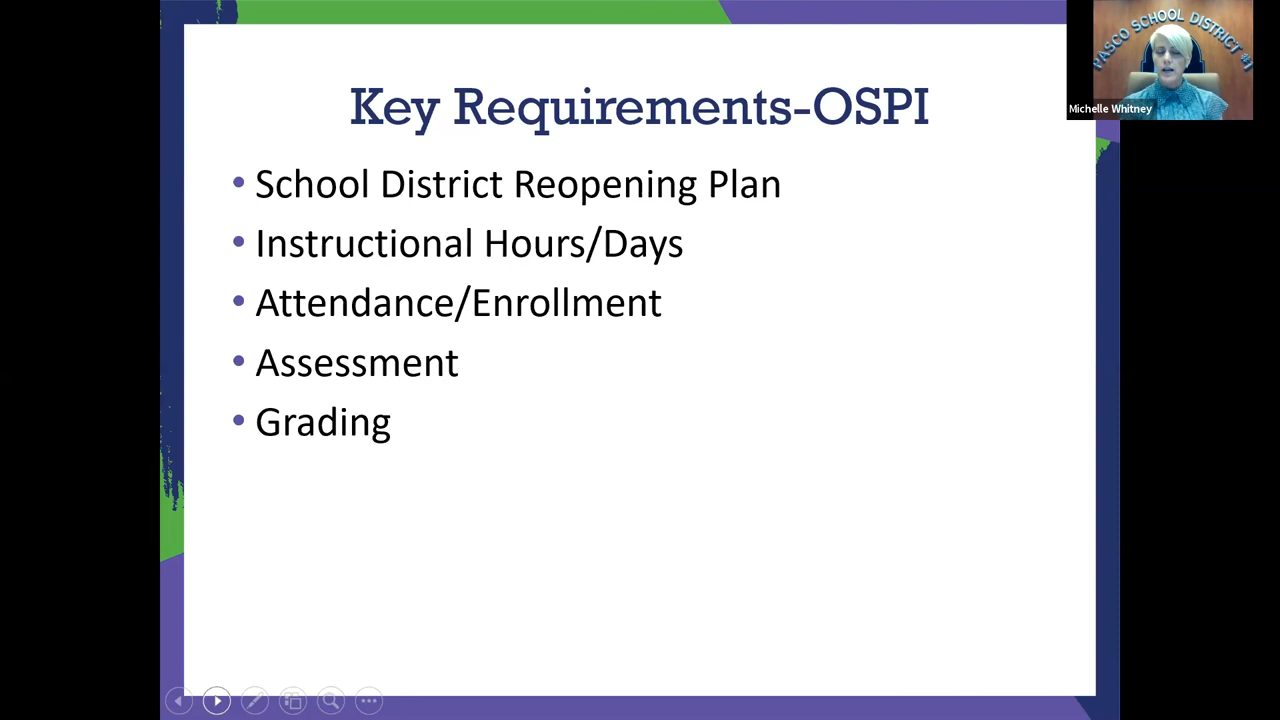 Key Requirements-OSPI
• School District Reopening Plan
• Instructional Hours/Days
• Attendance/Enrollment
• Assessment
• Grading
PASCO SCHOOL DISTRICT #1
Michelle Whitney